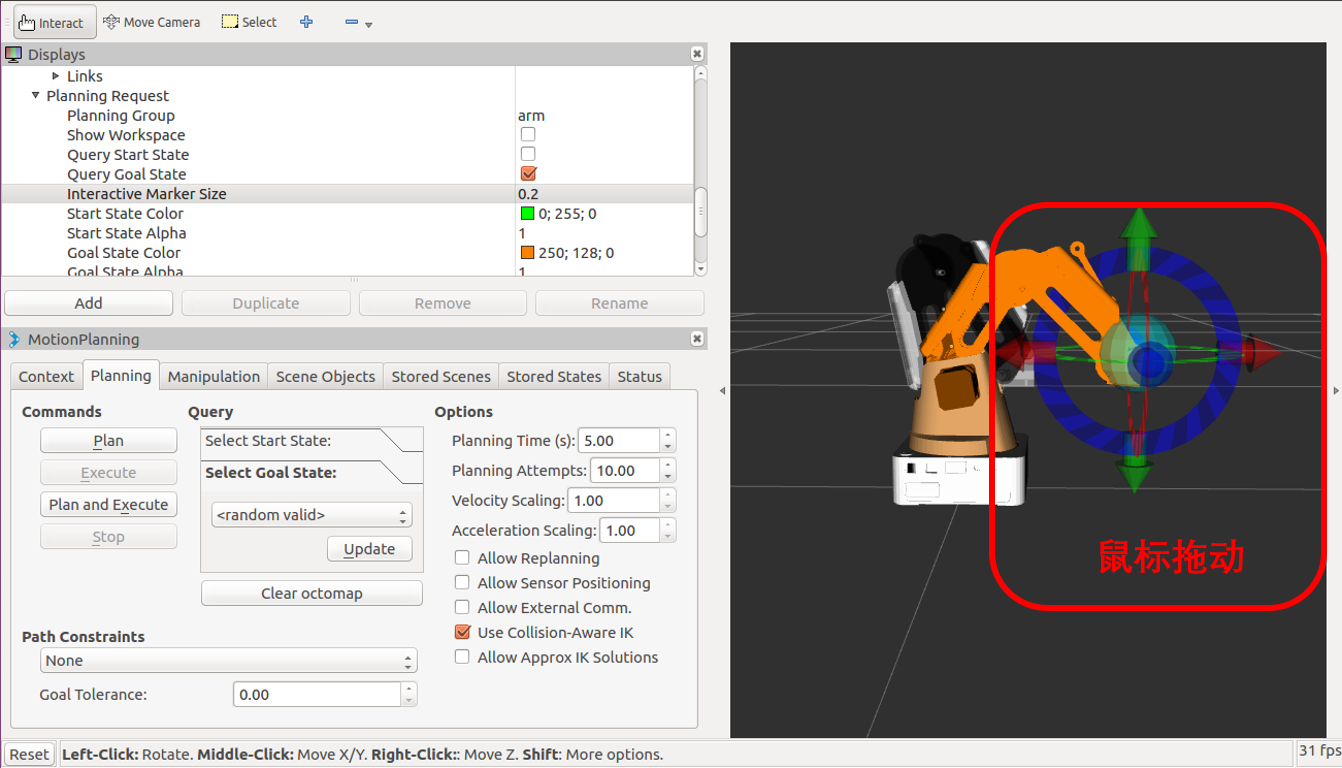 Interact Move Camera Select
Displays
Links
Planning Request
Planning Group arm
Show Workspace
Query Start State
Query Goal State
Interactive Marker Size 0.2
Start State Color 0; 255; 0
Start State Alpha 1
Goal State Color 250; 128; 0
Goal State Alpha 1
Add Duplicate Remove Rename
MotionPlanning
Context Planning Manipulation Scene Objects Stored Scenes Stored States Status
Commands
Plan
Execute
Plan and Execute
Stop
Query
Select Start State:
Select Goal State:
<random valid>
Update
Clear octomap
Options
Planning Time (s): 5.00
Planning Attempts: 10.00
Velocity Scaling: 1.00
Acceleration Scaling: 1.00
Allow Replanning
Allow Sensor Positioning
Allow External Comm.
Use Collision-Aware IK
Allow Approx IK Solutions
Path Constraints
None
Goal Tolerance: 0.00
鼠标拖动
Reset Left-Click: Rotate. Middle-Click: Move X/Y. Right-Click:: Move Z. Shift: More options. 31 fps